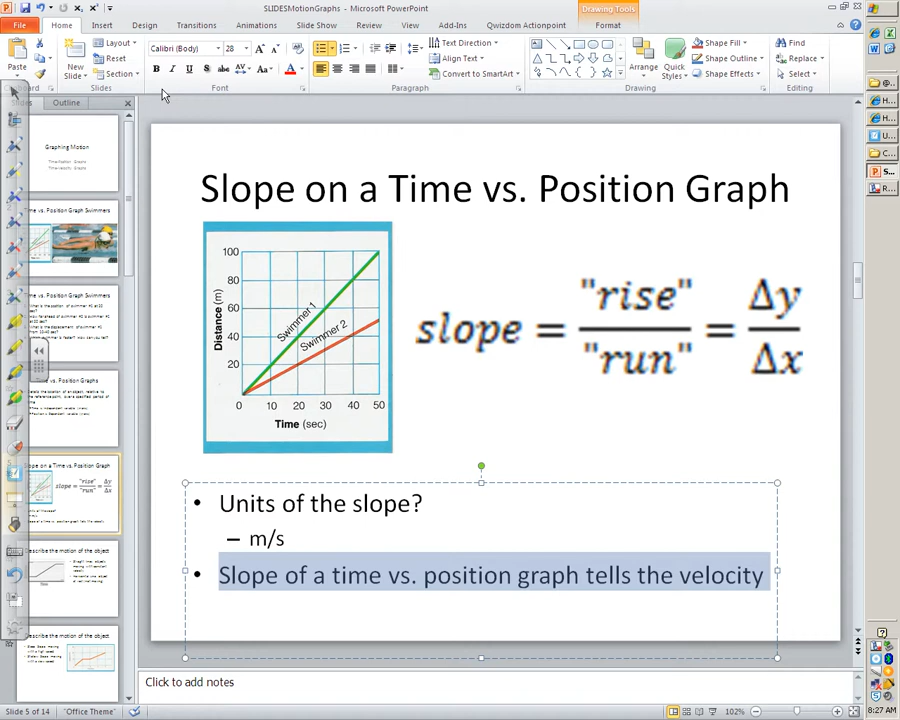 SLIDESMotionGraphs - Microsoft PowerPoint
Drawing Tools
File Home Insert Design Transitions Animations Slide Show Review View Add-Ins Qwizdom Actionpoint Format
Paste
New Slide
Layout
Reset
Section
Slides
Calibri (Body) 28
B I U S abc AV Aa A
Font
Text Direction
Align Text
Convert to SmartArt
Paragraph
Arrange
Quick Styles
Shape Fill
Shape Outline
Shape Effects
Drawing
Find
Replace
Select
Editing
Outline
Graphing Motion
Slope on a Time vs. Position Graph
Distance (m)
100
80
60
40
20
0 10 20 30 40 50
Time (sec)
Swimmer 1
Swimmer 2
slope = "rise" / "run" = Δy / Δx
• Units of the slope?
– m/s
• Slope of a time vs. position graph tells the velocity
Click to add notes
Slide 5 of 14 "Office Theme" 102%
8:27 AM